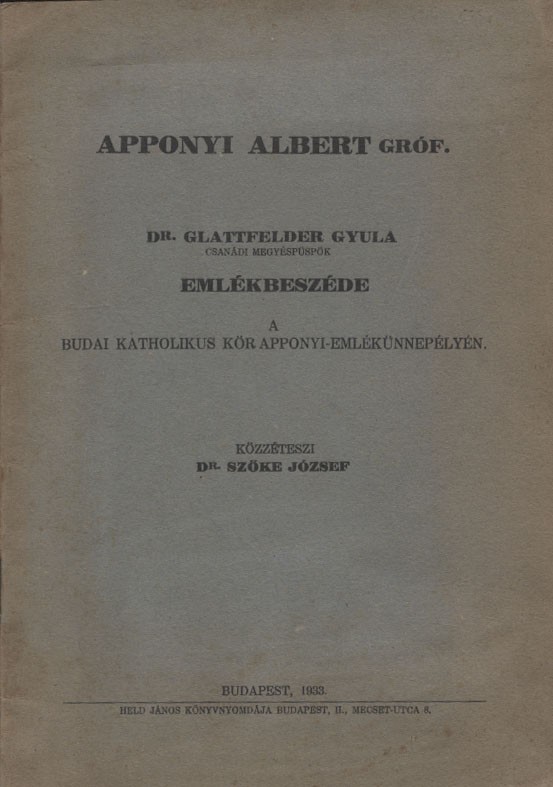 APPONYI ALBERT GRÓF.
DR. GLATTFELDER GYULA
CSANÁDI MEGYÉSPÜSPÖK
EMLÉKBESZÉDE
A
BUDAI KATHOLIKUS KÖR APPONYI-EMLÉKÜNNEPÉLYÉN.
KÖZZÉTESZI
DR. SZŐKE JÓZSEF
BUDAPEST, 1933.
HELD JÁNOS KÖNYVNYOMDÁJA BUDAPEST, II., MECSET-UTCA 8.